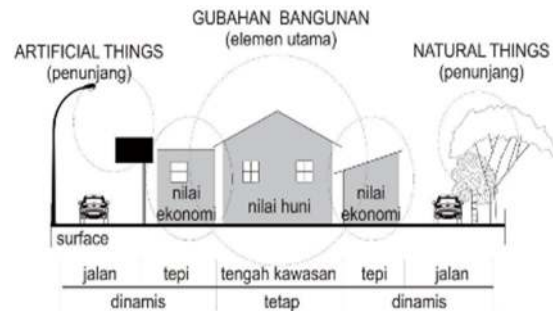 GUBAHAN BANGUNAN
(elemen utama)
ARTIFICIAL THINGS
(penunjang)
NATURAL THINGS
(penunjang)
nilai
ekonomi
nilai huni
nilai
ekonomi
surface
jalan tepi tengah kawasan tepi jalan
dinamis tetap dinamis